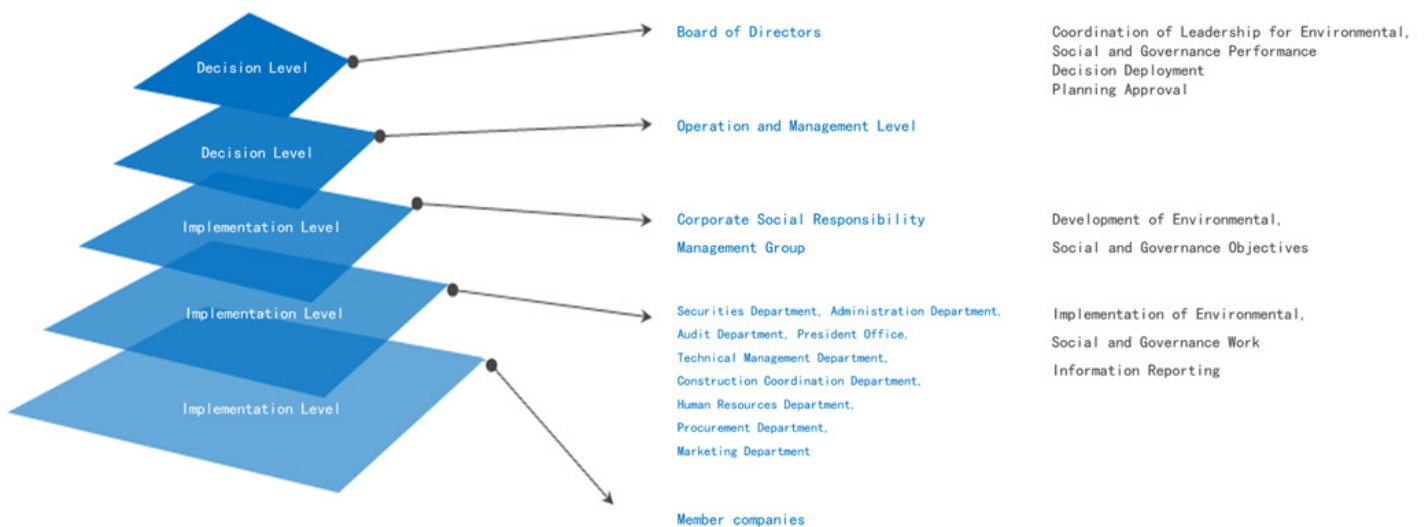 Decision Level
Board of Directors
Coordination of Leadership for Environmental,
Social and Governance Performance
Decision Deployment
Planning Approval
Decision Level
Operation and Management Level
Implementation Level
Corporate Social Responsibility
Management Group
Development of Environmental,
Social and Governance Objectives
Implementation Level
Securities Department, Administration Department,
Audit Department, President Office,
Technical Management Department,
Construction Coordination Department,
Human Resources Department,
Procurement Department,
Marketing Department
Implementation of Environmental,
Social and Governance Work
Information Reporting
Implementation Level
Member companies